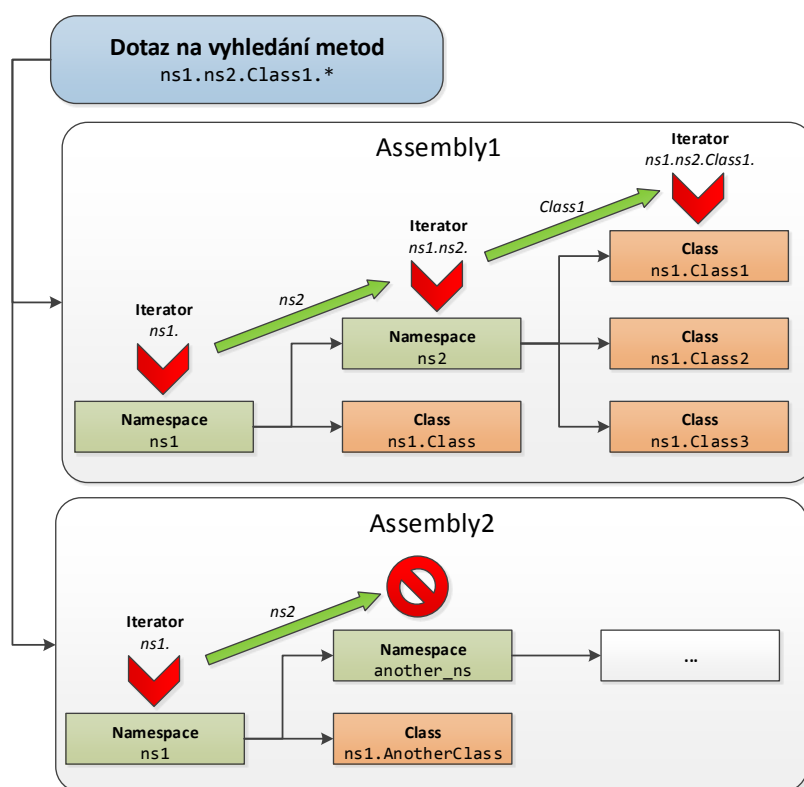 Dotaz na vyhledání metod
ns1.ns2.Class1.*
Assembly1
Iterator
ns1.ns2.Class1.
Class1
Iterator
ns1.ns2.
Class
ns1.Class1
ns2
Iterator
ns1.
Namespace
ns2
Class
ns1.Class2
Namespace
ns1
Class
ns1.Class
Class
ns1.Class3
Assembly2
ns2
Iterator
ns1.
Namespace
another_ns
...
Namespace
ns1
Class
ns1.AnotherClass